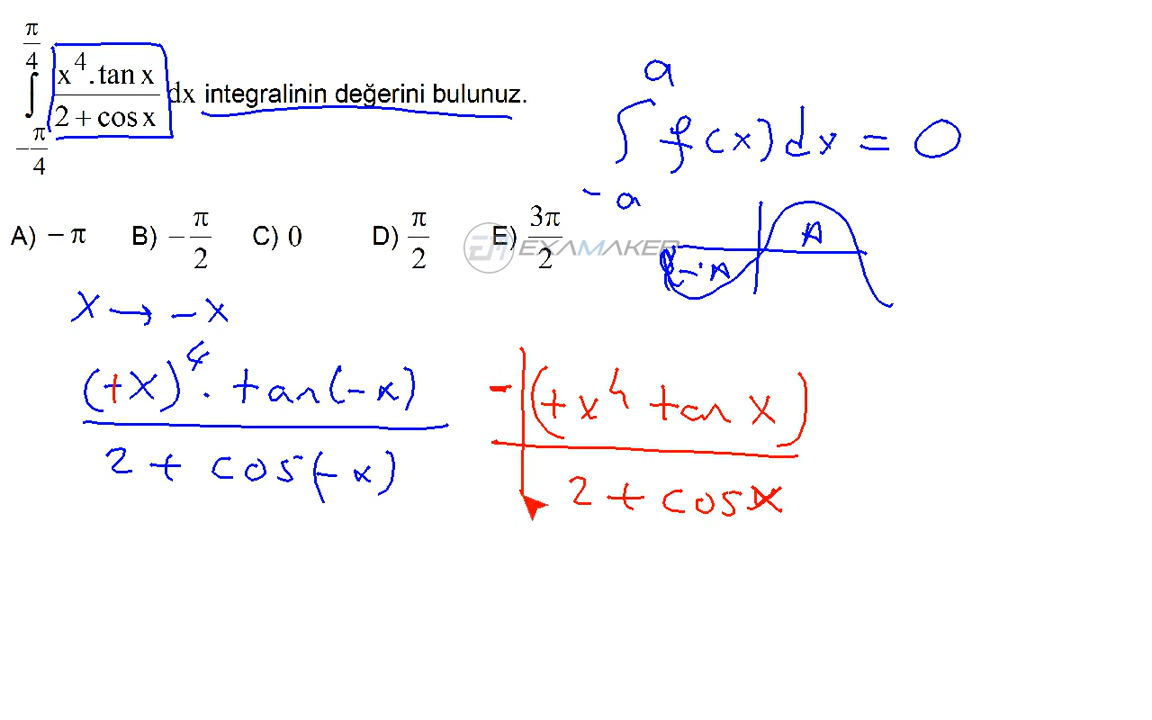 ∫_{-π/4}^{π/4} x⁴.tan x / 2 + cos x dx integralinin değerini bulunuz.
A) −π B) −π/2 C) 0 D) π/2 E) 3π/2
EXAMAKER
∫_{-a}^{a} f(x) dx = 0
A
-A
x → −x
(+x)⁴ . tan(−x) / 2 + cos(−x)
−(+x⁴ tan x) / 2 + cos x